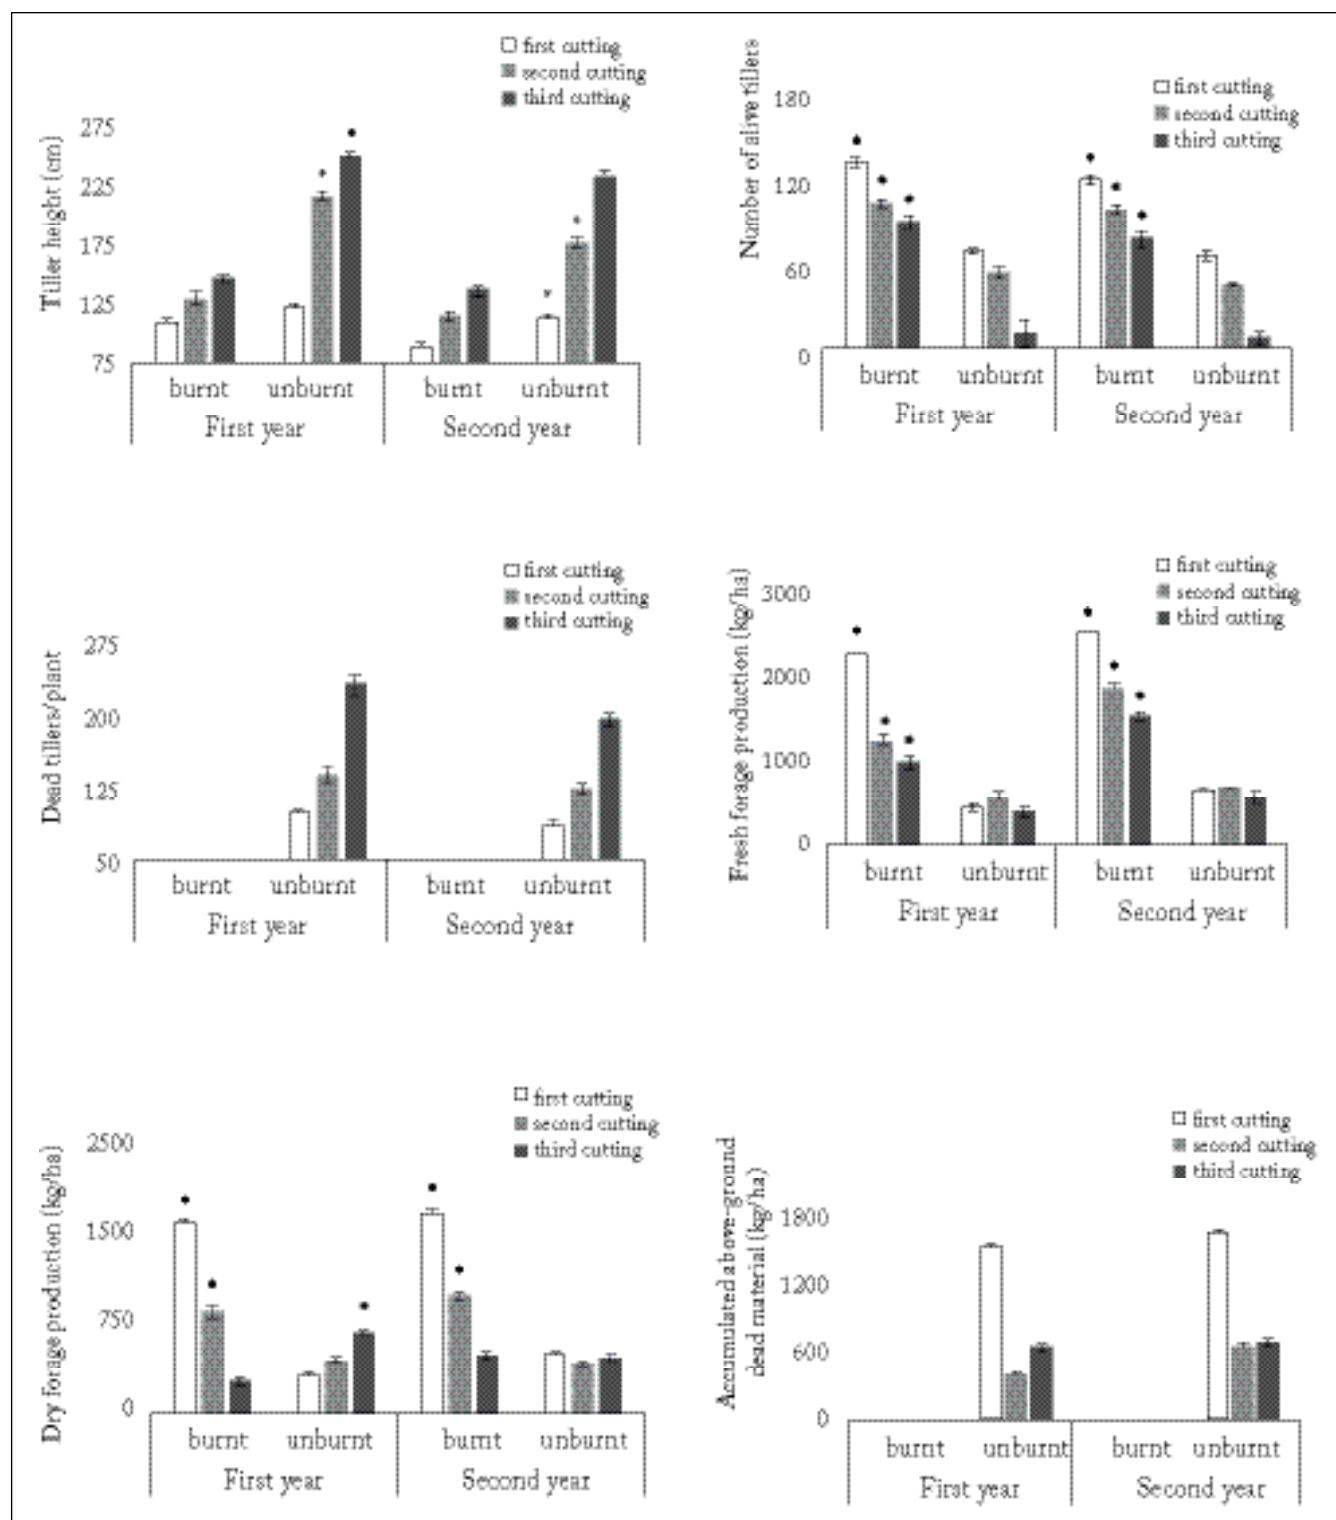 first cutting
second cutting
third cutting
Tiller height (cm)
275
225
175
125
75
burnt unburnt burnt unburnt
First year Second year
first cutting
second cutting
third cutting
Number of alive tillers
180
120
60
0
burnt unburnt burnt unburnt
First year Second year
first cutting
second cutting
third cutting
Dead tillers/plant
275
200
125
50
burnt unburnt burnt unburnt
First year Second year
first cutting
second cutting
third cutting
Fresh forage production (kg/ha)
3000
2000
1000
0
burnt unburnt burnt unburnt
First year Second year
first cutting
second cutting
third cutting
Dry forage production (kg/ha)
2500
1500
750
0
burnt unburnt burnt unburnt
First year Second year
first cutting
second cutting
third cutting
Accumulated above-ground
dead material (kg/ha)
1800
1200
600
0
burnt unburnt burnt unburnt
First year Second year